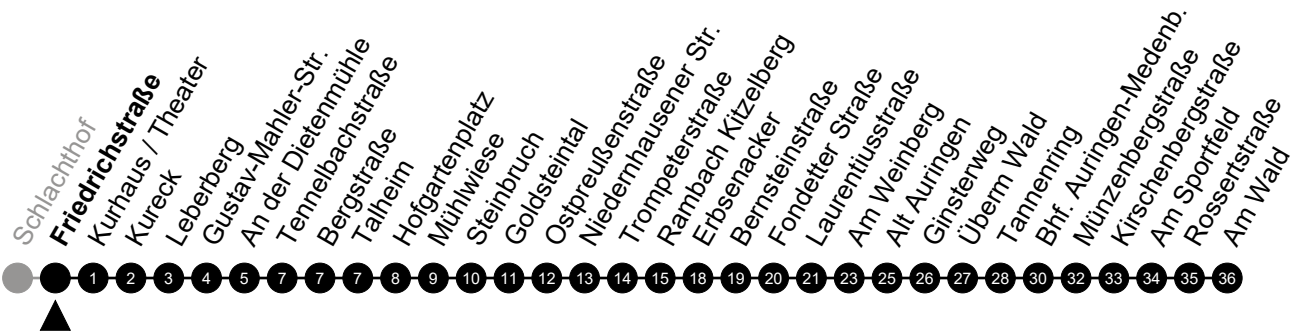 Schlachthof
Friedrichstraße
Kurhaus / Theater
Kureck
Leberberg
Gustav-Mahler-Str.
An der Dietenmühle
Tennelbachstraße
Bergstraße
Talheim
Hofgartenplatz
Mühlwiese
Steinbruch
Goldsteintal
Ostpreußenstraße
Niedernhausener Str.
Trompeterstraße
Rambach Kitzelberg
Erbsenacker
Bernsteinstraße
Fondetter Straße
Laurentiusstraße
Am Weinberg
Alt Auringen
Ginsterweg
Überm Wald
Tannenring
Bhf. Auringen-Medenb.
Münzenbergstraße
Kirschenbergstraße
Am Sportfeld
Rossertstraße
Am Wald
1 2 3 4 5 7 7 7 8 9 10 11 12 13 14 15 18 19 20 21 23 25 26 27 28 30 32 33 34 35 36